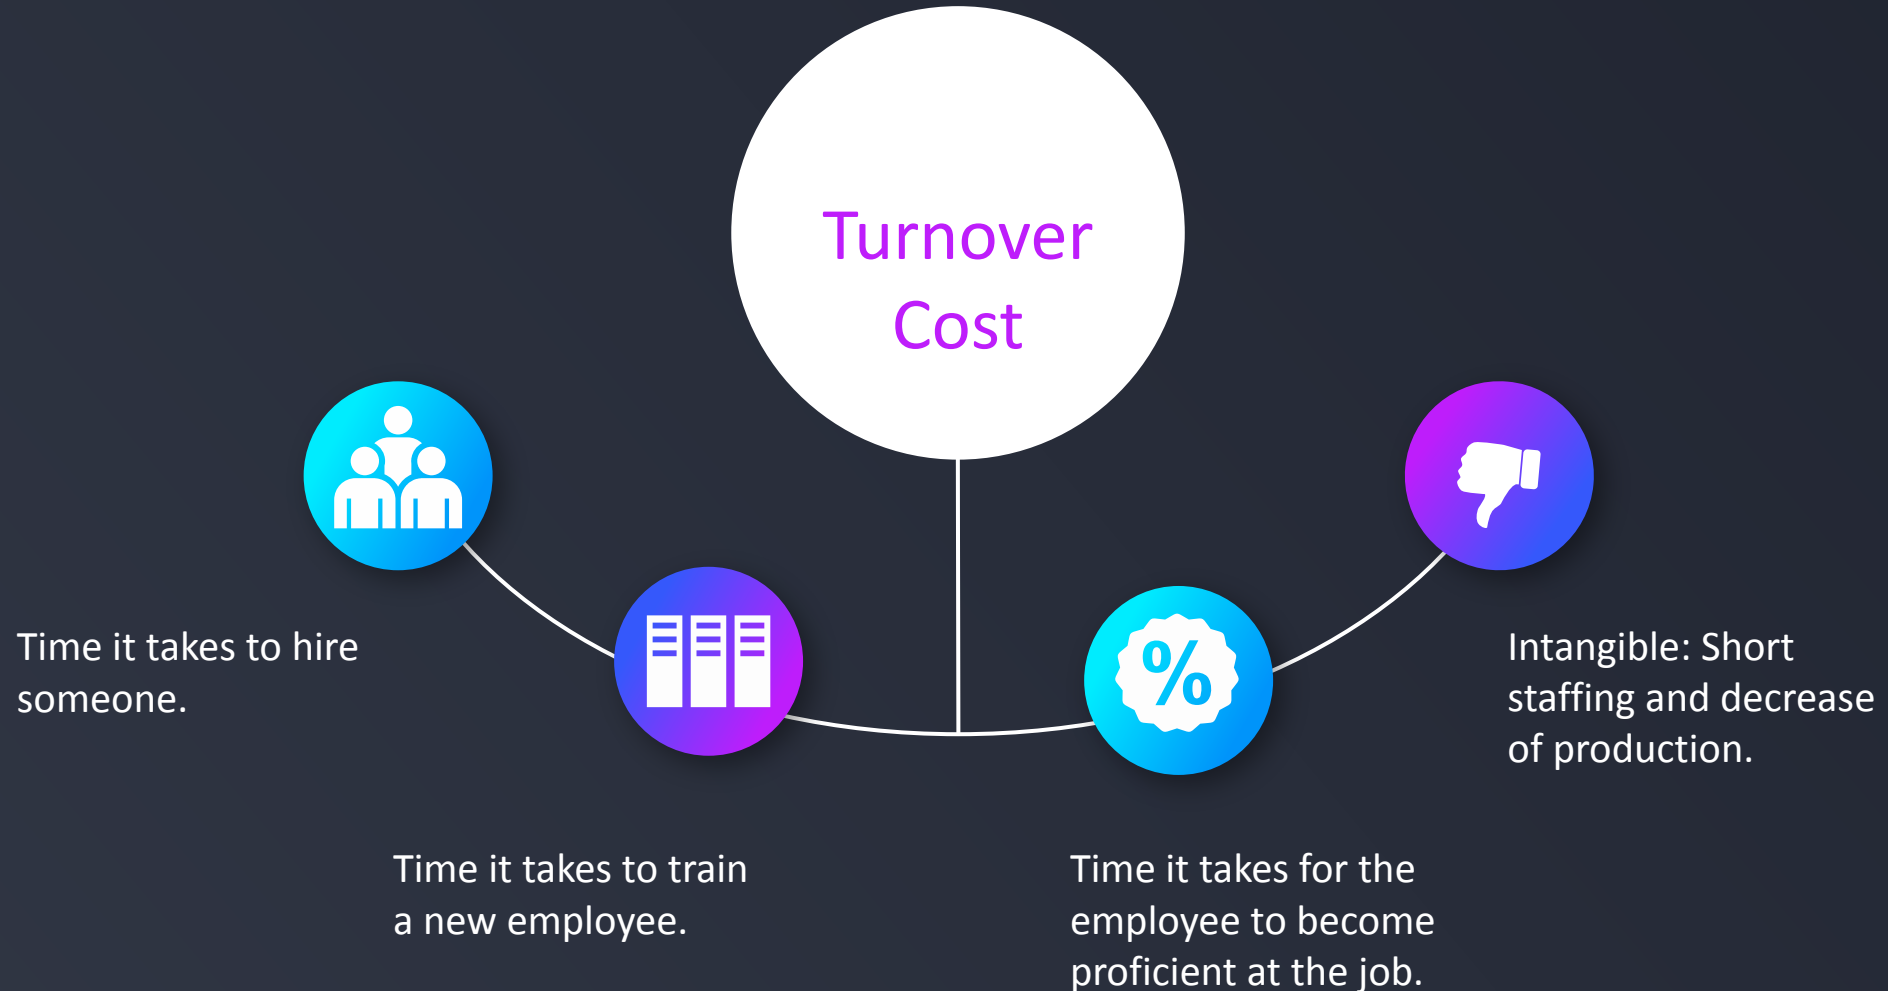 Turnover
Cost
Time it takes to hire
someone.
Time it takes to train
a new employee.
%
Time it takes for the
employee to become
proficient at the job.
Intangible: Short
staffing and decrease
of production.